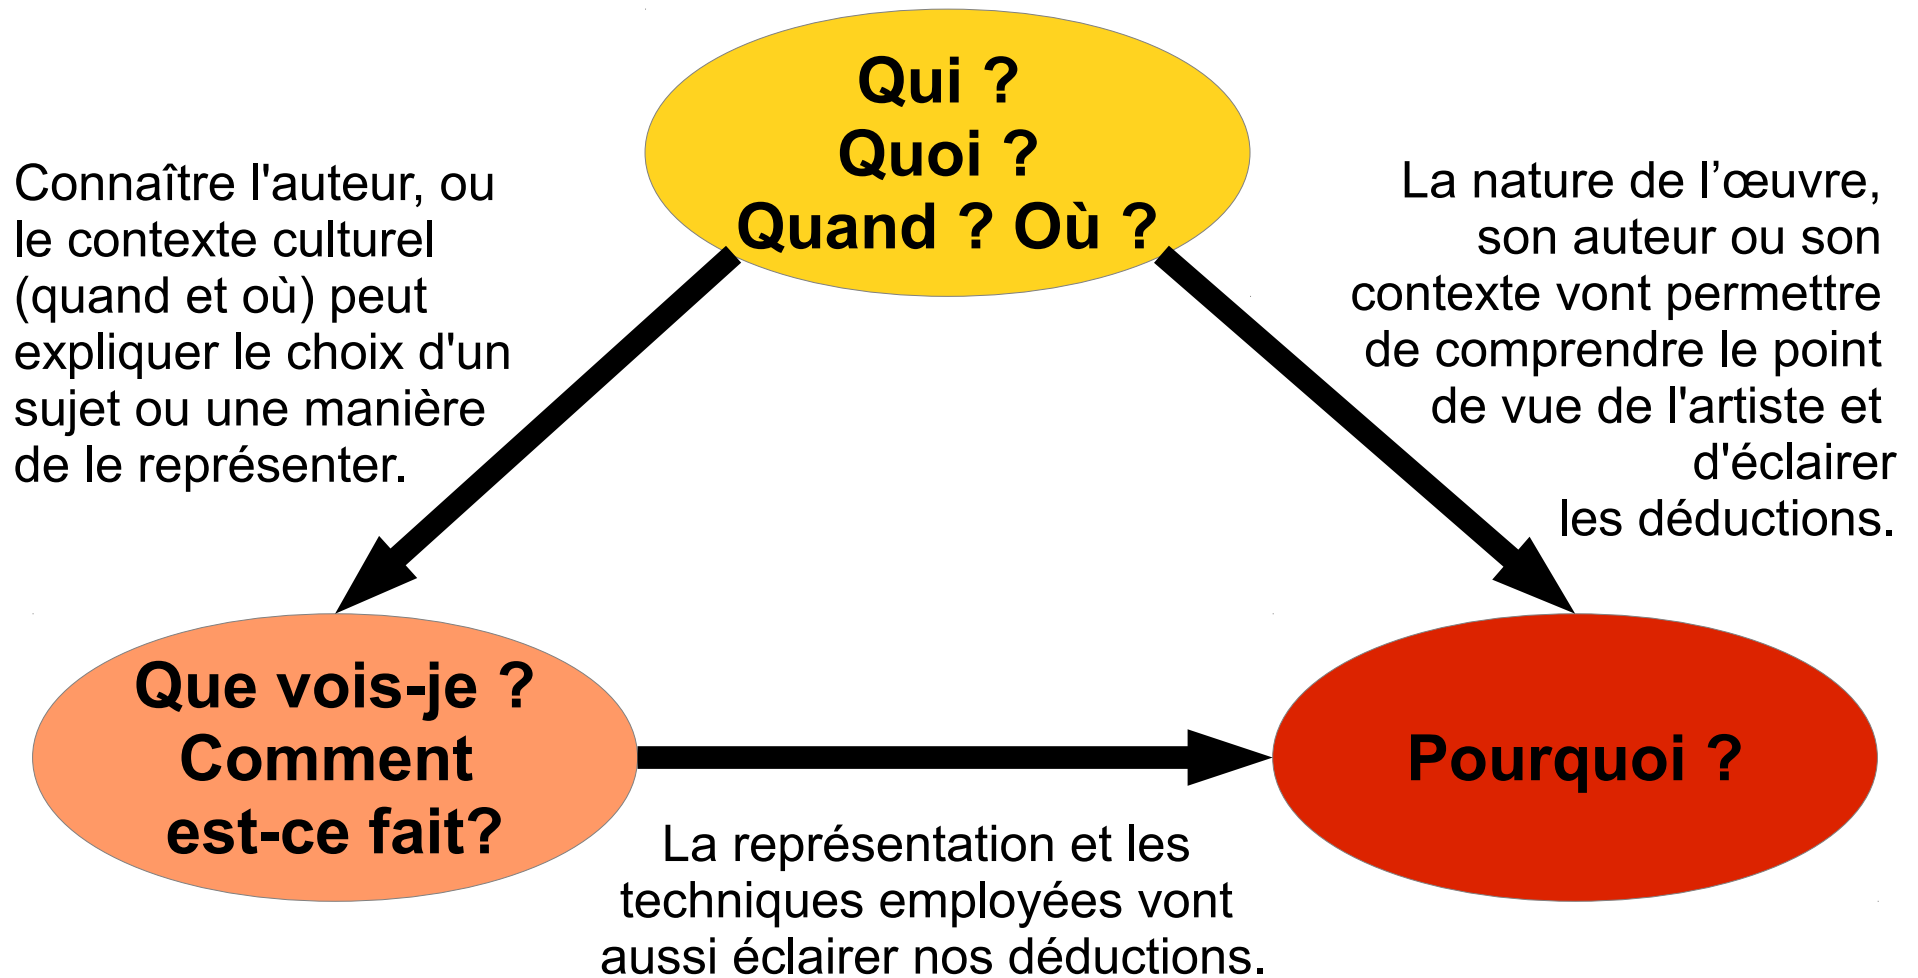 Qui ?
Quoi ?
Quand ? Où ?
Connaître l'auteur, ou
le contexte culturel
(quand et où) peut
expliquer le choix d'un
sujet ou une manière
de le représenter.
La nature de l’œuvre,
son auteur ou son
contexte vont permettre
de comprendre le point
de vue de l'artiste et
d'éclairer
les déductions.
Que vois-je ?
Comment
est-ce fait?
Pourquoi ?
La représentation et les
techniques employées vont
aussi éclairer nos déductions.